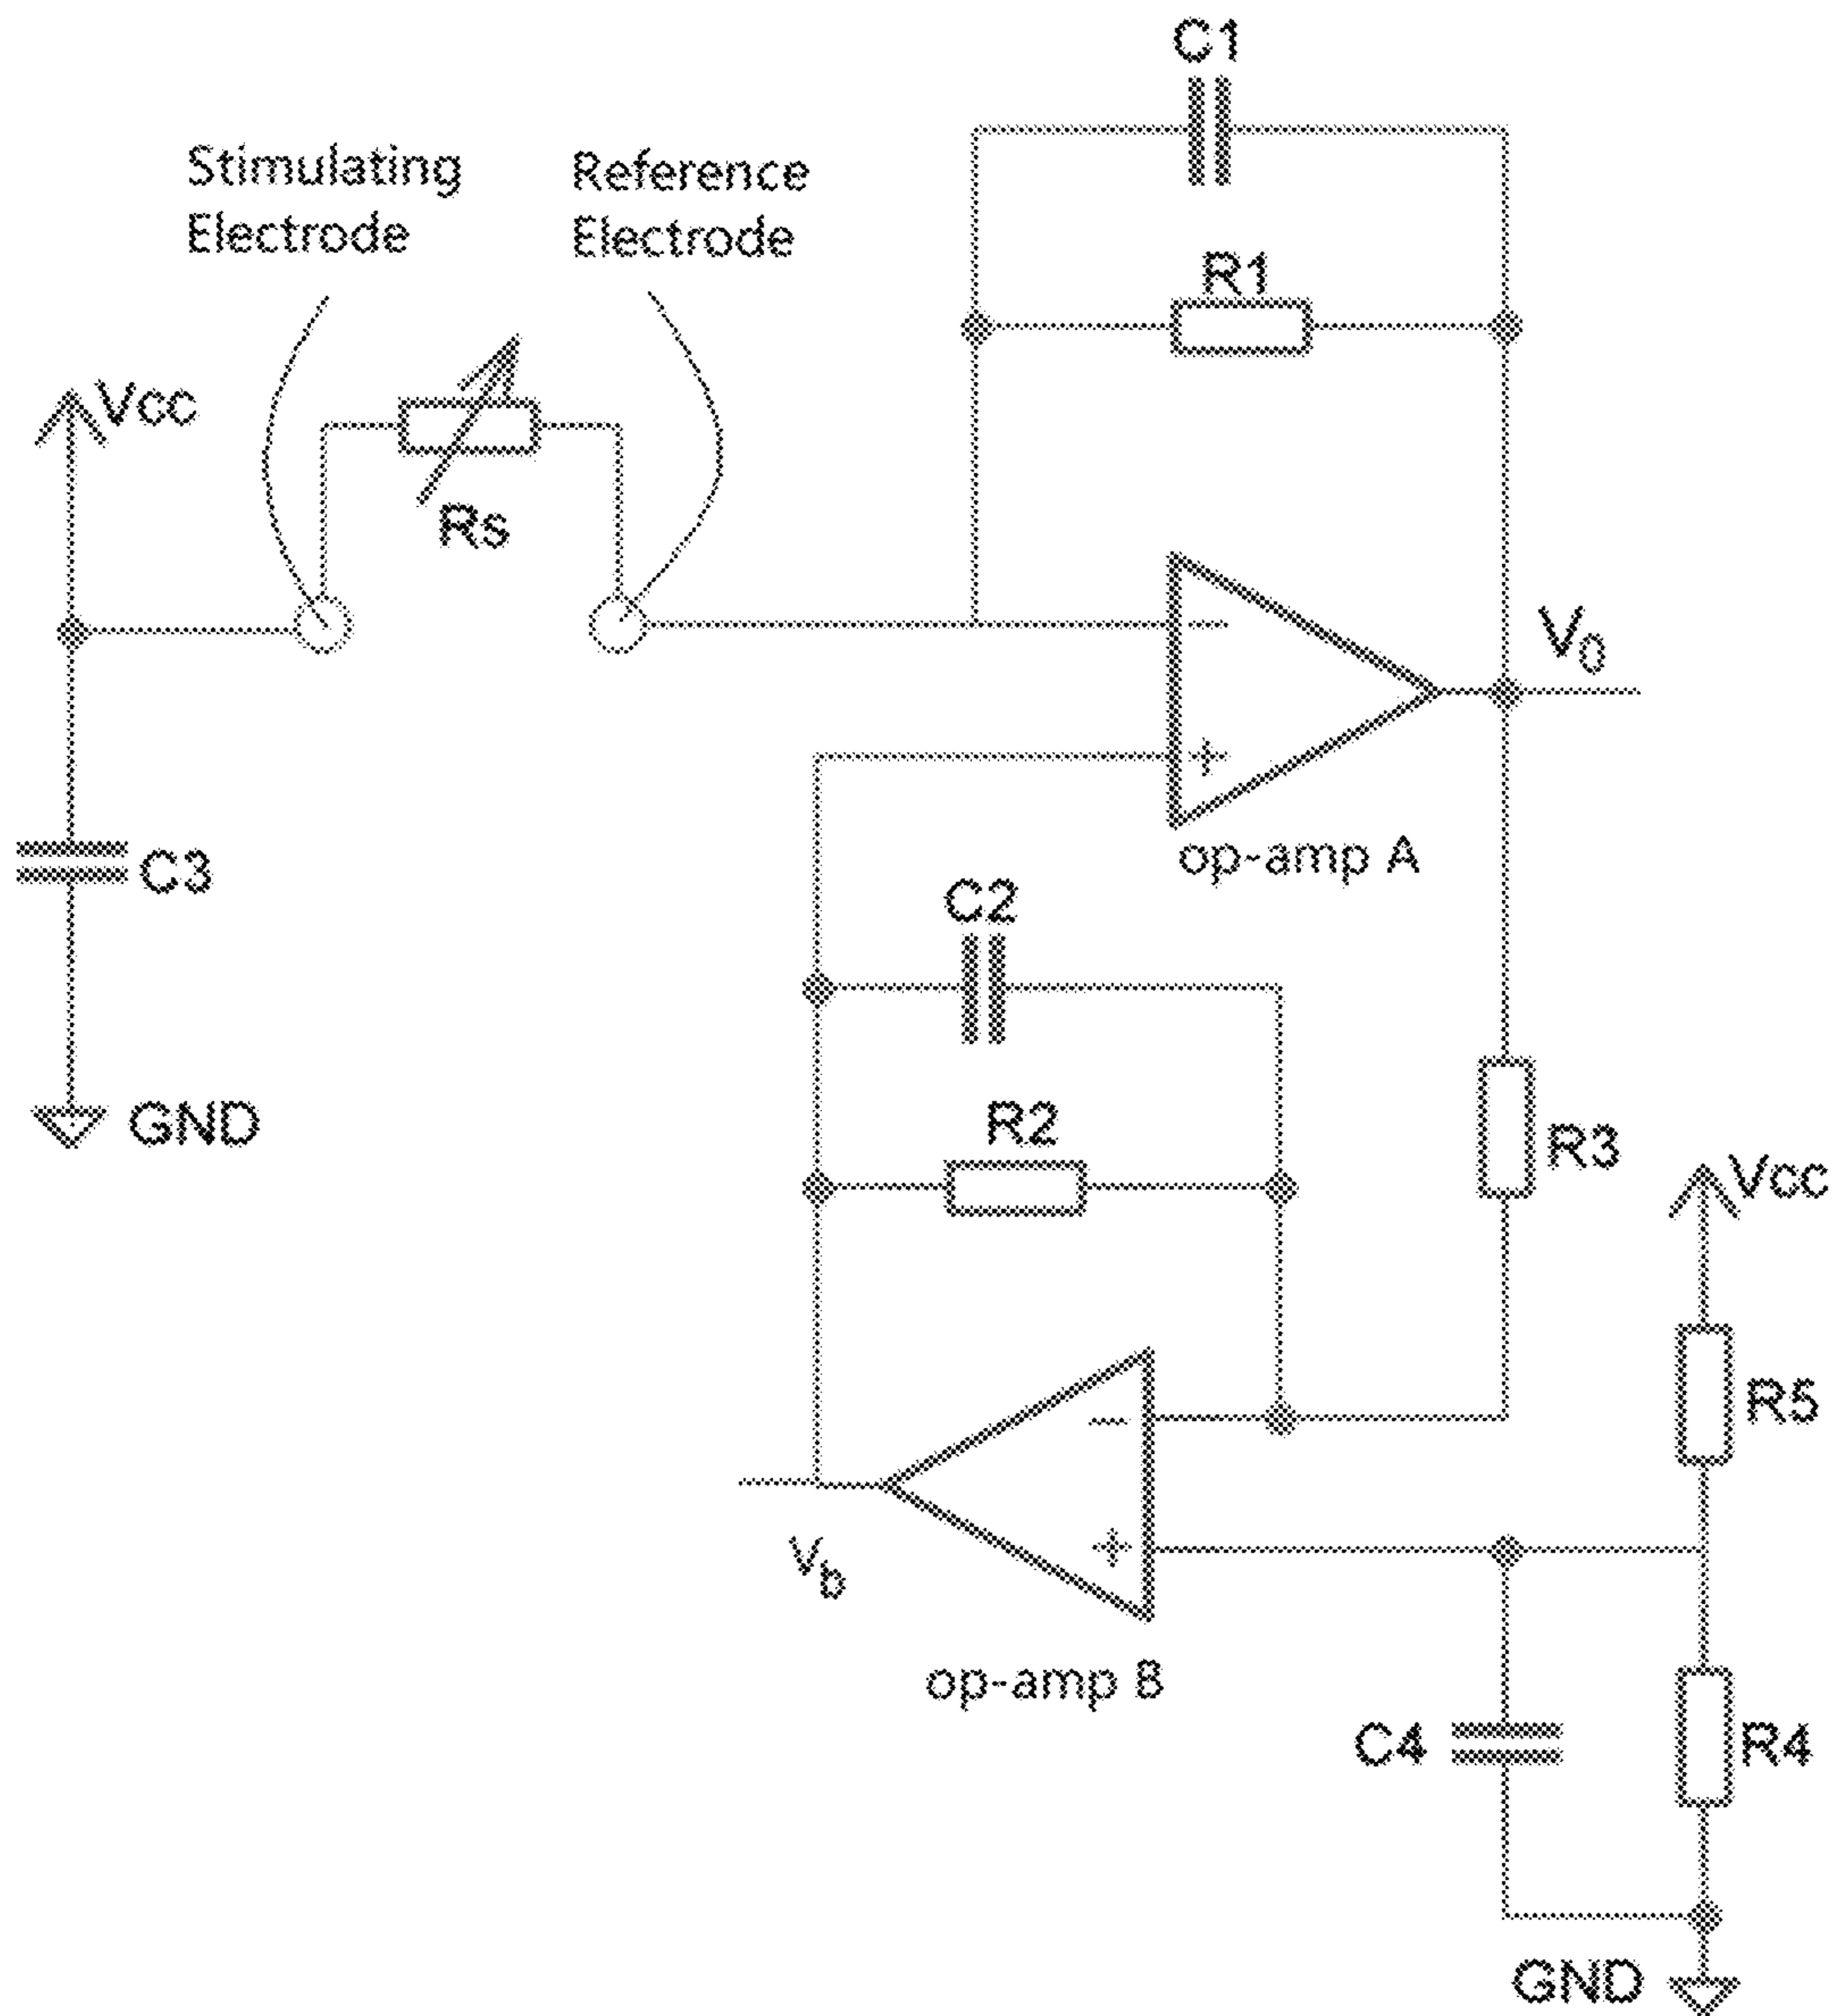 C1
Stimulating
Electrode
Reference
Electrode
R1
Vcc
Rs
V0
C3
op-amp A
C2
GND
R2
R3
Vcc
R5
Vb
op-amp B
C4
R4
GND